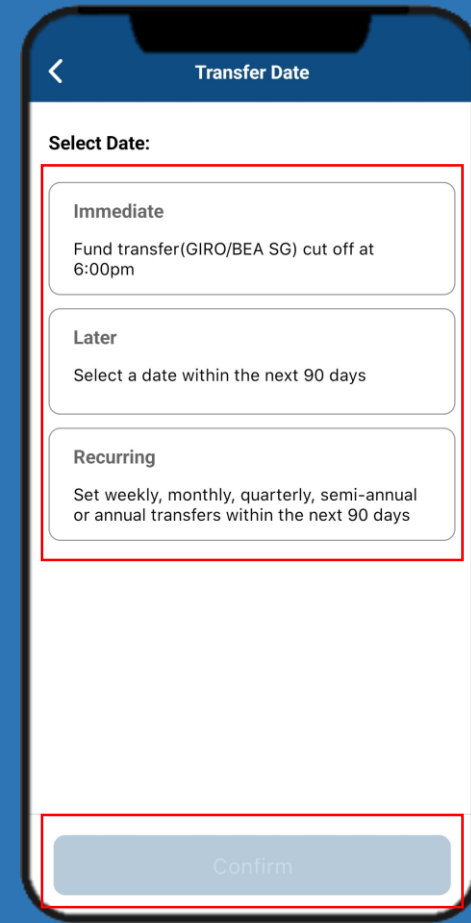 Transfer Date
Select Date:
Immediate
Fund transfer(GIRO/BEA SG) cut off at
6:00pm
Later
Select a date within the next 90 days
Recurring
Set weekly, monthly, quarterly, semi-annual
or annual transfers within the next 90 days
Confirm